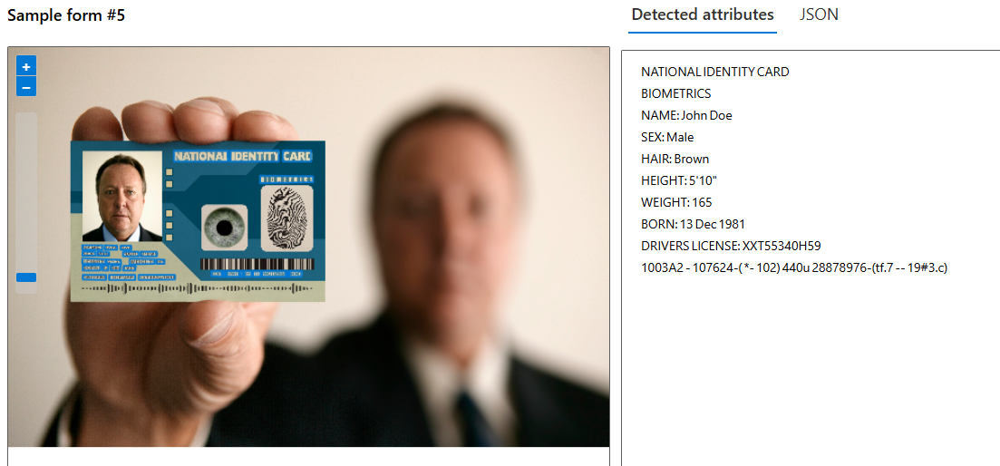 Sample form #5
Detected attributes
JSON
+
−
NATIONAL IDENTITY CARD
BIOMETRICS
NATIONAL IDENTITY CARD
BIOMETRICS
NAME: John Doe
SEX: Male
HAIR: Brown
HEIGHT: 5'10"
WEIGHT: 165
BORN: 13 Dec 1981
DRIVERS LICENSE: XXT55340H59
1003A2 - 107624-( *- 102) 440u 28878976-(tf.7 -- 19#3.c)